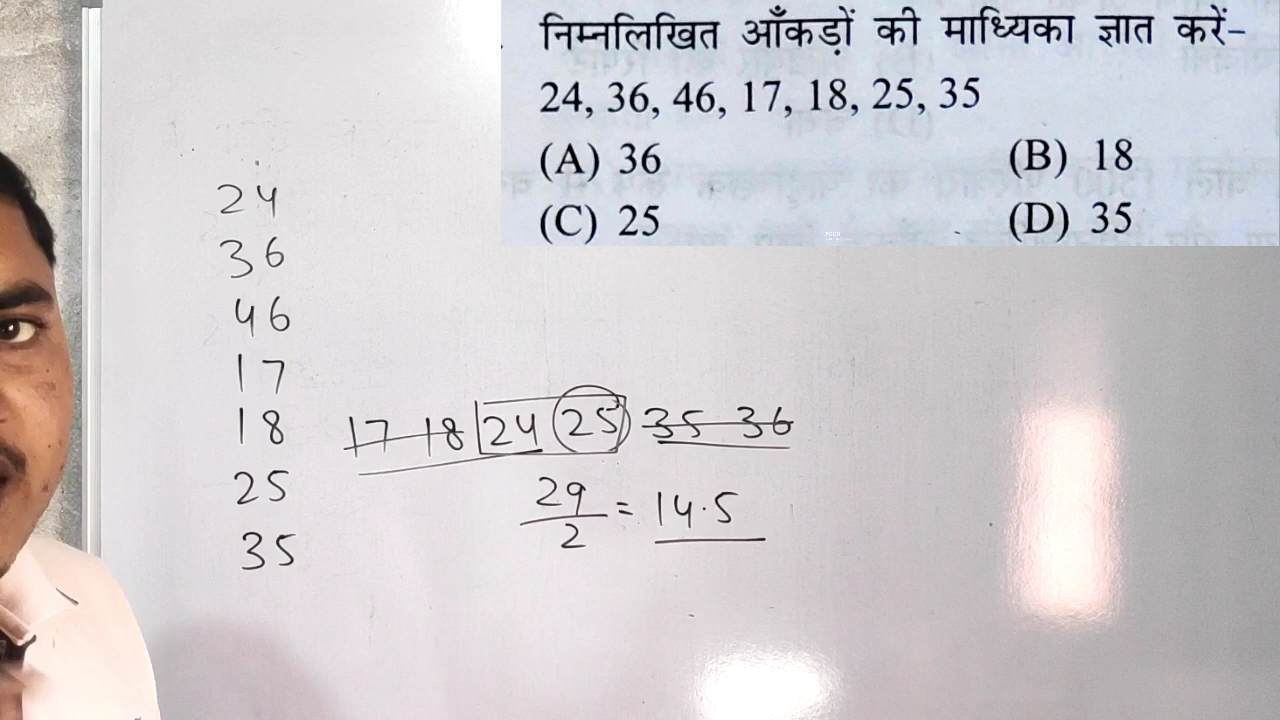 निम्नलिखित आँकड़ों की माध्यिका ज्ञात करें–
24, 36, 46, 17, 18, 25, 35
(A) 36 (B) 18
(C) 25 (D) 35
24
36
46
17
18
25
35
17 18 24 25 35 36
29/2 = 14.5